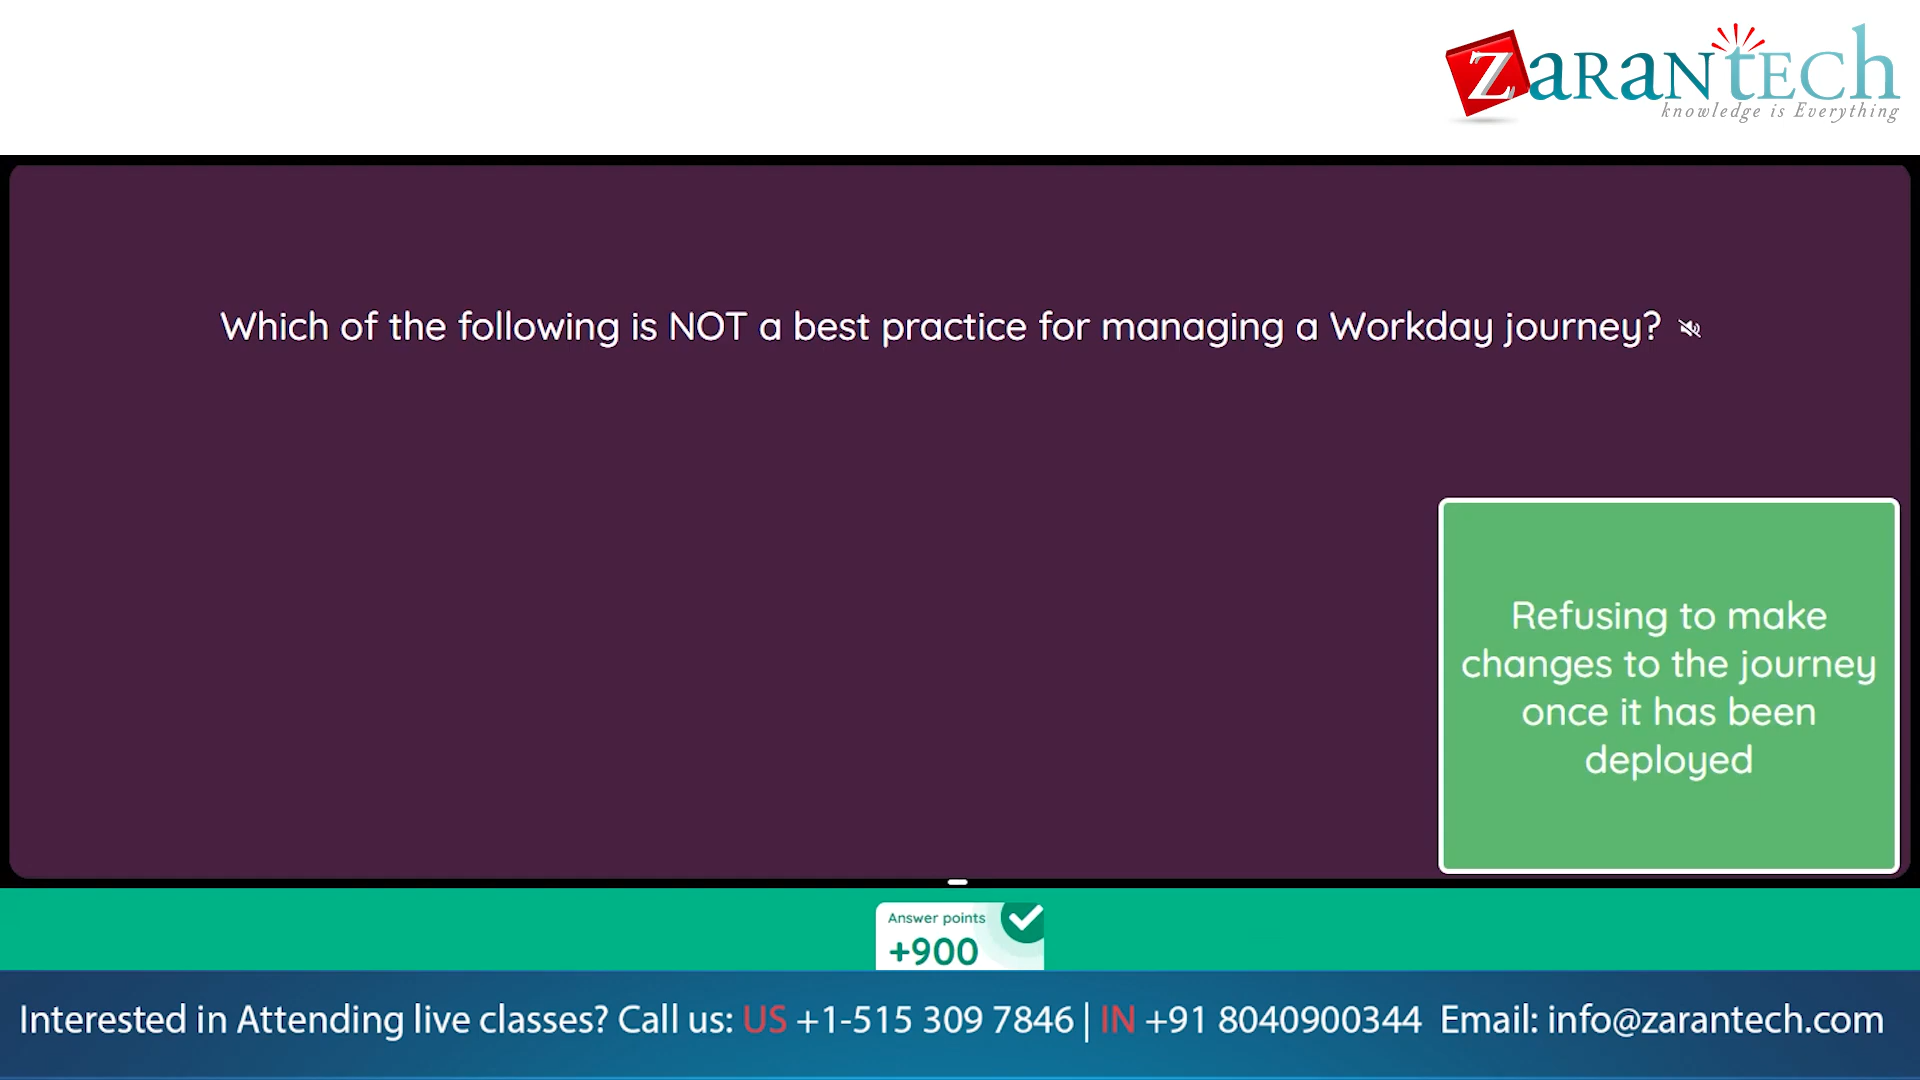 ZaranTech
knowledge is Everything
Which of the following is NOT a best practice for managing a Workday journey?
Refusing to make
changes to the journey
once it has been
deployed
Answer points
+900
Interested in Attending live classes? Call us: US +1-515 309 7846 | IN +91 8040900344 Email: info@zarantech.com